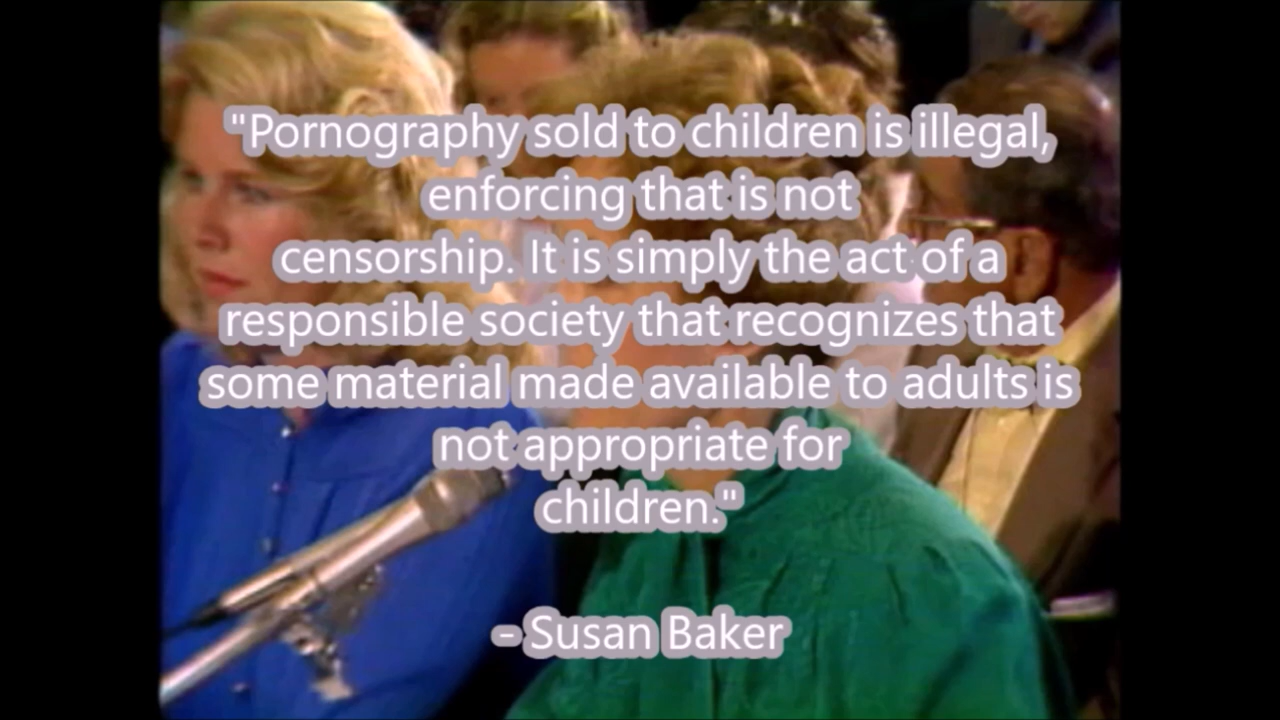 "Pornography sold to children is illegal,
enforcing that is not
censorship. It is simply the act of a
responsible society that recognizes that
some material made available to adults is
not appropriate for
children."
- Susan Baker